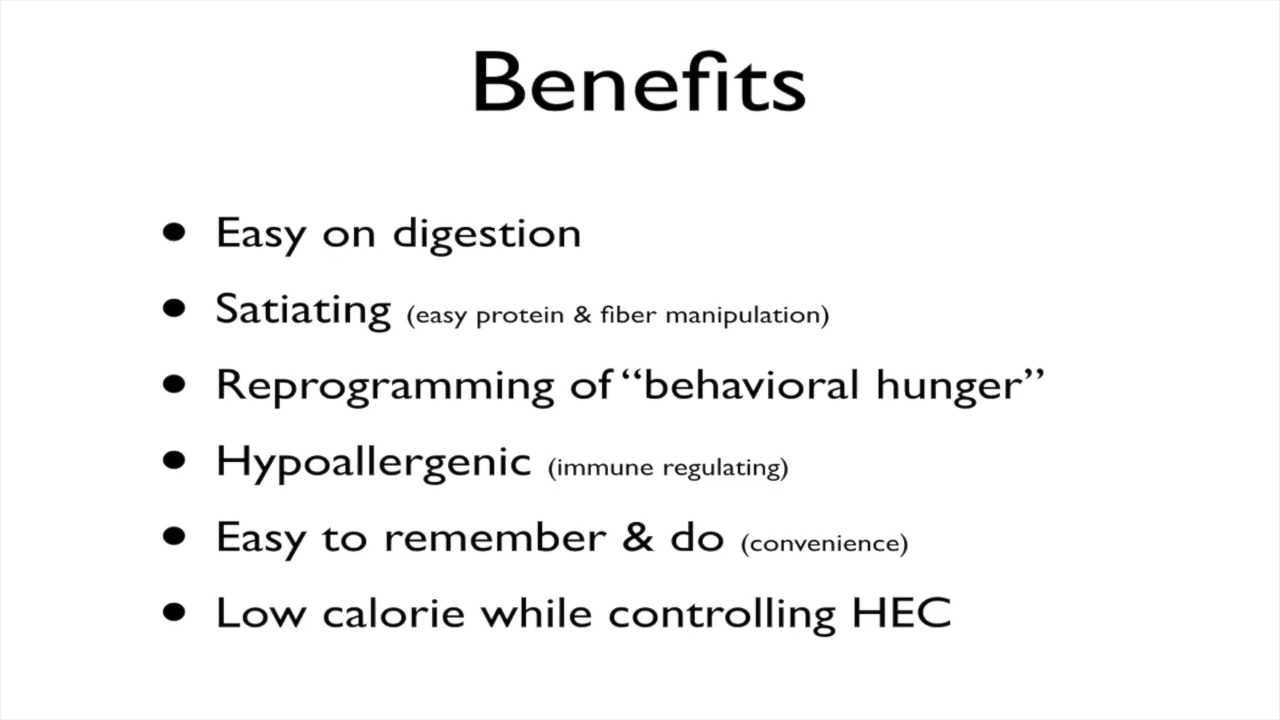 Benefits
• Easy on digestion
• Satiating (easy protein & fiber manipulation)
• Reprogramming of “behavioral hunger”
• Hypoallergenic (immune regulating)
• Easy to remember & do (convenience)
• Low calorie while controlling HEC